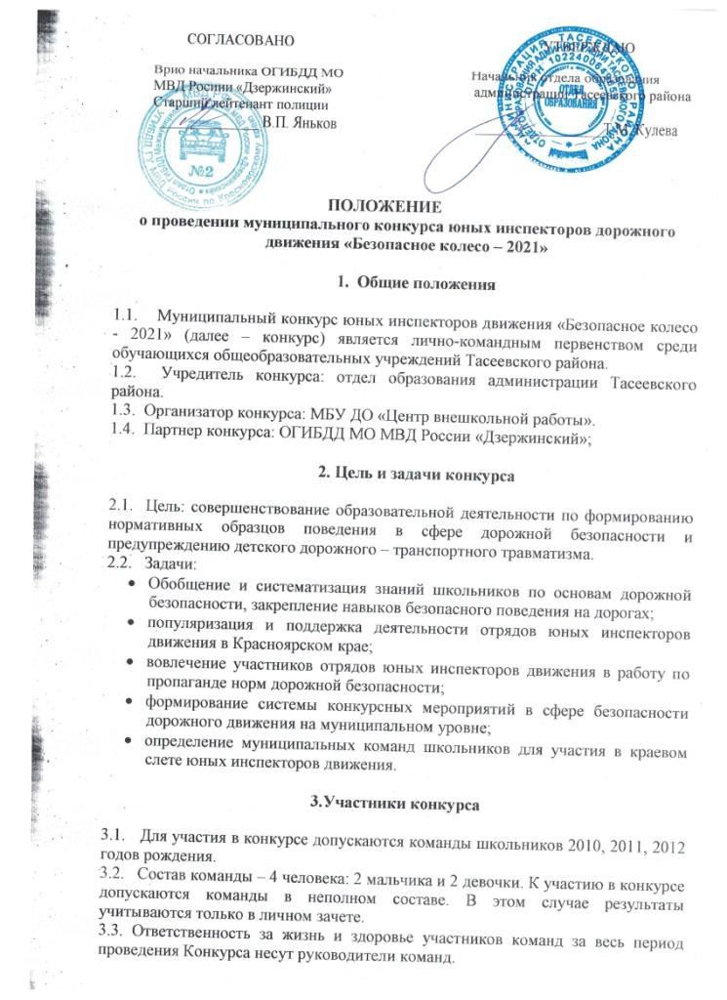 СОГЛАСОВАНО
Врио начальника ОГИБДД МО
МВД Росиии «Дзержинский»
Старший лейтенант полиции
В.П. Яньков
№2
УТВЕРЖДАЮ
Начальник отдела образования
администрации Тасеевского района
Т.М. Кулева
ОТДЕЛ
ОБРАЗОВАНИЯ
ПОЛОЖЕНИЕ
о проведении муниципального конкурса юных инспекторов дорожного
движения «Безопасное колесо – 2021»
1. Общие положения
1.1. Муниципальный конкурс юных инспекторов движения «Безопасное колесо
- 2021» (далее – конкурс) является лично-командным первенством среди
обучающихся общеобразовательных учреждений Тасеевского района.
1.2. Учредитель конкурса: отдел образования администрации Тасеевского
района.
1.3. Организатор конкурса: МБУ ДО «Центр внешкольной работы».
1.4. Партнер конкурса: ОГИБДД МО МВД России «Дзержинский»;
2. Цель и задачи конкурса
2.1. Цель: совершенствование образовательной деятельности по формированию
нормативных образцов поведения в сфере дорожной безопасности и
предупреждению детского дорожного – транспортного травматизма.
2.2. Задачи:
• Обобщение и систематизация знаний школьников по основам дорожной
безопасности, закрепление навыков безопасного поведения на дорогах;
• популяризация и поддержка деятельности отрядов юных инспекторов
движения в Красноярском крае;
• вовлечение участников отрядов юных инспекторов движения в работу по
пропаганде норм дорожной безопасности;
• формирование системы конкурсных мероприятий в сфере безопасности
дорожного движения на муниципальном уровне;
• определение муниципальных команд школьников для участия в краевом
слете юных инспекторов движения.
3.Участники конкурса
3.1. Для участия в конкурсе допускаются команды школьников 2010, 2011, 2012
годов рождения.
3.2. Состав команды – 4 человека: 2 мальчика и 2 девочки. К участию в конкурсе
допускаются команды в неполном составе. В этом случае результаты
учитываются только в личном зачете.
3.3. Ответственность за жизнь и здоровье участников команд за весь период
проведения Конкурса несут руководители команд.